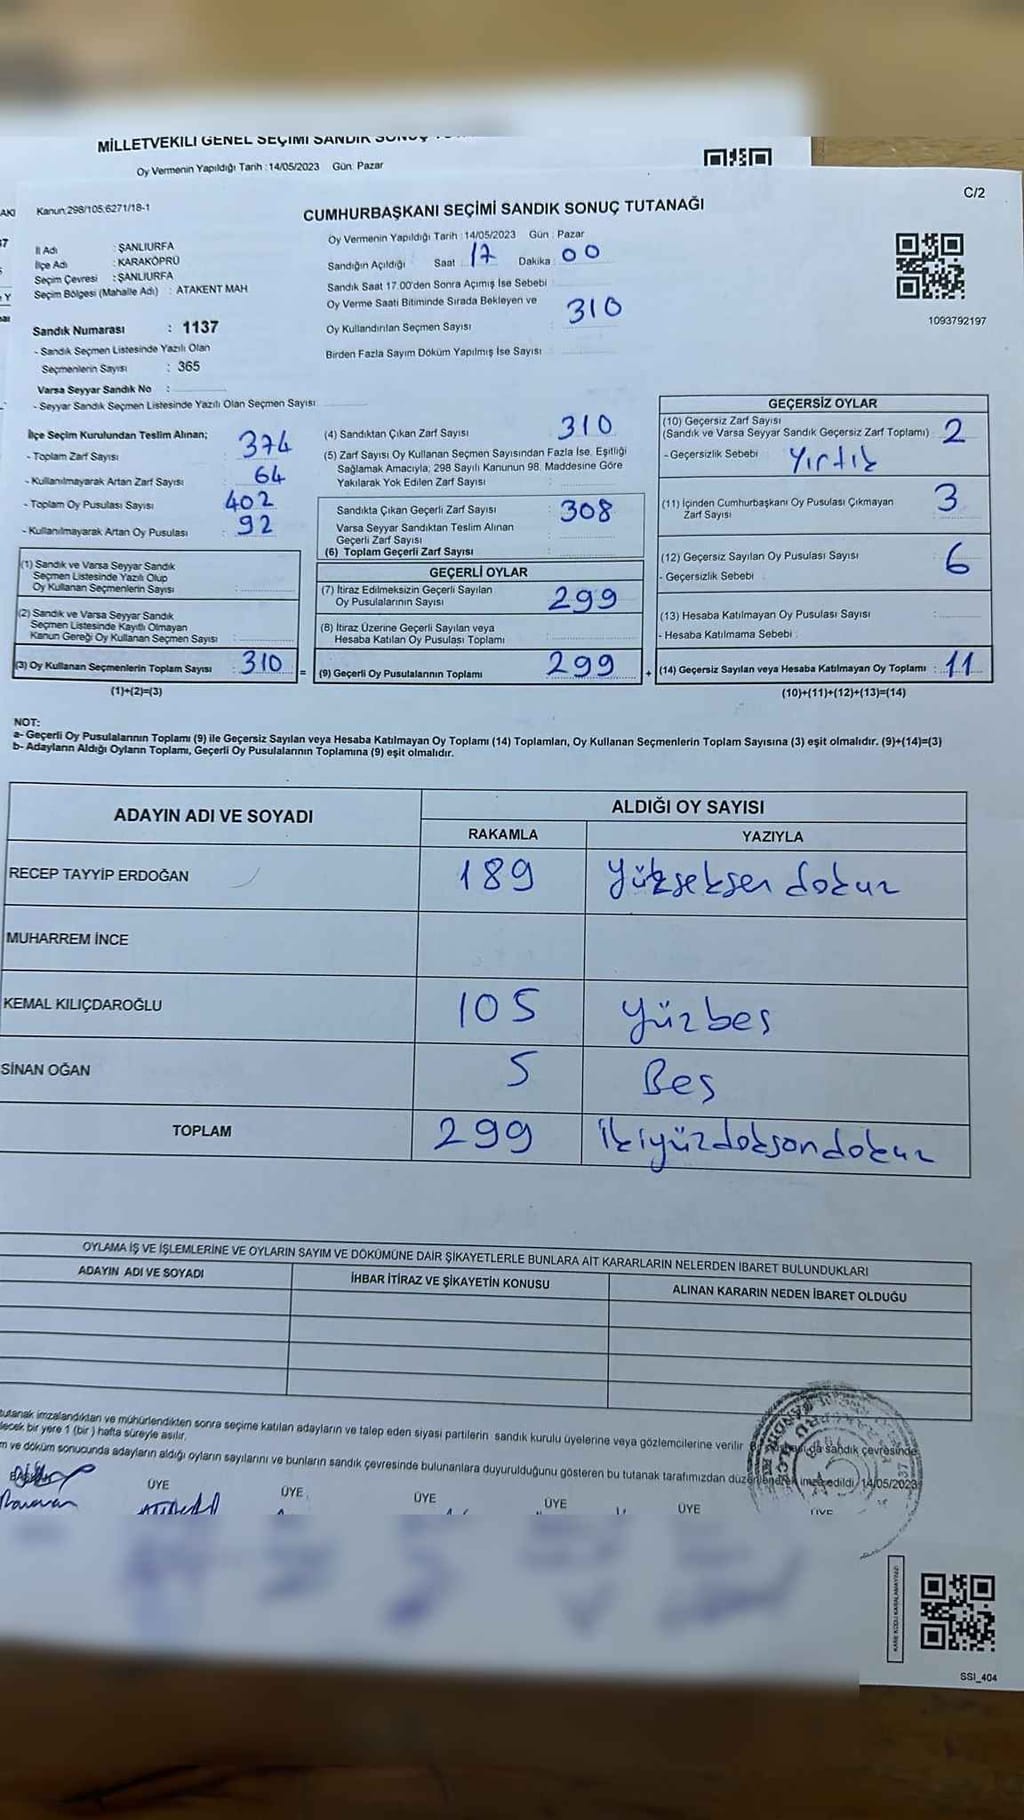 MİLLETVEKİLİ GENEL SEÇİMİ SANDIK SONUÇ
Oy Vermenin Yapıldığı Tarih :14/05/2023 Gün: Pazar
C/2
Kanun:298/105;6271/18-1
CUMHURBAŞKANI SEÇİMİ SANDIK SONUÇ TUTANAĞI
İl Adı : ŞANLIURFA
İlçe Adı : KARAKÖPRÜ
Seçim Çevresi : ŞANLIURFA
Seçim Bölgesi (Mahalle Adı) : ATAKENT MAH
Sandık Numarası : 1137
- Sandık Seçmen Listesinde Yazılı Olan
Seçmenlerin Sayısı : 365
Varsa Seyyar Sandık No :
- Seyyar Sandık Seçmen Listesinde Yazılı Olan Seçmen Sayısı
Oy Vermenin Yapıldığı Tarih :14/05/2023 Gün : Pazar
Sandığın Açıldığı Saat 17 Dakika 00
Sandık Saat 17.00'den Sonra Açımış İse Sebebi
Oy Verme Saati Bitiminde Sırada Bekleyen ve
Oy Kullandırılan Seçmen Sayısı : 310
Birden Fazla Sayım Döküm Yapılmış İse Sayısı
1093792197
İlçe Seçim Kurulundan Teslim Alınan;
- Toplam Zarf Sayısı : 374
- Kullanılmayarak Artan Zarf Sayısı : 64
- Toplam Oy Pusulası Sayısı : 402
- Kullanılmayarak Artan Oy Pusulası : 92
(1) Sandık ve Varsa Seyyar Sandık
Seçmen Listesinde Yazılı Olup
Oy Kullanan Seçmenlerin Sayısı
(2) Sandık ve Varsa Seyyar Sandık
Seçmen Listesinde Kayıtlı Olmayan
Kanun Gereği Oy Kullanan Seçmen Sayısı
(3) Oy Kullanan Seçmenlerin Toplam Sayısı : 310
(1)+(2)=(3)
(4) Sandıktan Çıkan Zarf Sayısı : 310
(5) Zarf Sayısı Oy Kullanan Seçmen Sayısından Fazla İse, Eşitliği
Sağlamak Amacıyla; 298 Sayılı Kanunun 98. Maddesine Göre
Yakılarak Yok Edilen Zarf Sayısı :
Sandıkta Çıkan Geçerli Zarf Sayısı : 308
Varsa Seyyar Sandıktan Teslim Alınan
Geçerli Zarf Sayısı
(6) Toplam Geçerli Zarf Sayısı
GEÇERLİ OYLAR
(7) İtiraz Edilmeksizin Geçerli Sayılan
Oy Pusulalarının Sayısı 299
(8) İtiraz Üzerine Geçerli Sayılan veya
Hesaba Katılan Oy Pusulası Toplamı
= (9) Geçerli Oy Pusulalarının Toplamı 299
GEÇERSİZ OYLAR
(10) Geçersiz Zarf Sayısı
(Sandık ve Varsa Seyyar Sandık Geçersiz Zarf Toplamı) 2
- Geçersizlik Sebebi Yırtık
(11) İçinden Cumhurbaşkanı Oy Pusulası Çıkmayan
Zarf Sayısı 3
(12) Geçersiz Sayılan Oy Pusulası Sayısı 6
- Geçersizlik Sebebi
(13) Hesaba Katılmayan Oy Pusulası Sayısı
- Hesaba Katılmama Sebebi
+ (14) Geçersiz Sayılan veya Hesaba Katılmayan Oy Toplamı : 11
(10)+(11)+(12)+(13)=(14)
NOT:
a- Geçerli Oy Pusulalarının Toplamı (9) ile Geçersiz Sayılan veya Hesaba Katılmayan Oy Toplamı (14) Toplamları, Oy Kullanan Seçmenlerin Toplam Sayısına (3) eşit olmalıdır. (9)+(14)=(3)
b- Adayların Aldığı Oyların Toplamı, Geçerli Oy Pusulalarının Toplamına (9) eşit olmalıdır.
ADAYIN ADI VE SOYADI
ALDIĞI OY SAYISI
RAKAMLA YAZIYLA
RECEP TAYYİP ERDOĞAN 189 yükseksen dokuz
MUHARREM İNCE
KEMAL KILIÇDAROĞLU 105 yüzbeş
SİNAN OĞAN 5 Beş
TOPLAM 299 ikiyüzdoksandokuz
OYLAMA İŞ VE İŞLEMLERİNE VE OYLARIN SAYIM VE DÖKÜMÜNE DAİR ŞİKAYETLERLE BUNLARA AİT KARARLARIN NELERDEN İBARET BULUNDUKLARI
ADAYIN ADI VE SOYADI İHBAR İTİRAZ VE ŞİKAYETİN KONUSU ALINAN KARARIN NEDEN İBARET OLDUĞU
tutanak imzalandıktan ve mühürlendikten sonra seçime katılan adayların ve talep eden siyasi partilerin sandık kurulu üyelerine veya gözlemcilerine verilir
bir yere 1 (bir) hafta süreyle asılır.
ve döküm sonucunda adayların aldığı oyların sayılarını ve bunların sandık çevresinde bulunanlara duyurulduğunu gösteren bu tutanak tarafımızdan düzenlenerek imza edildi. 14/05/2023
ÜYE ÜYE ÜYE ÜYE ÜYE ÜYE
KARE KODU KARALAMAYINIZ!
SSI_404